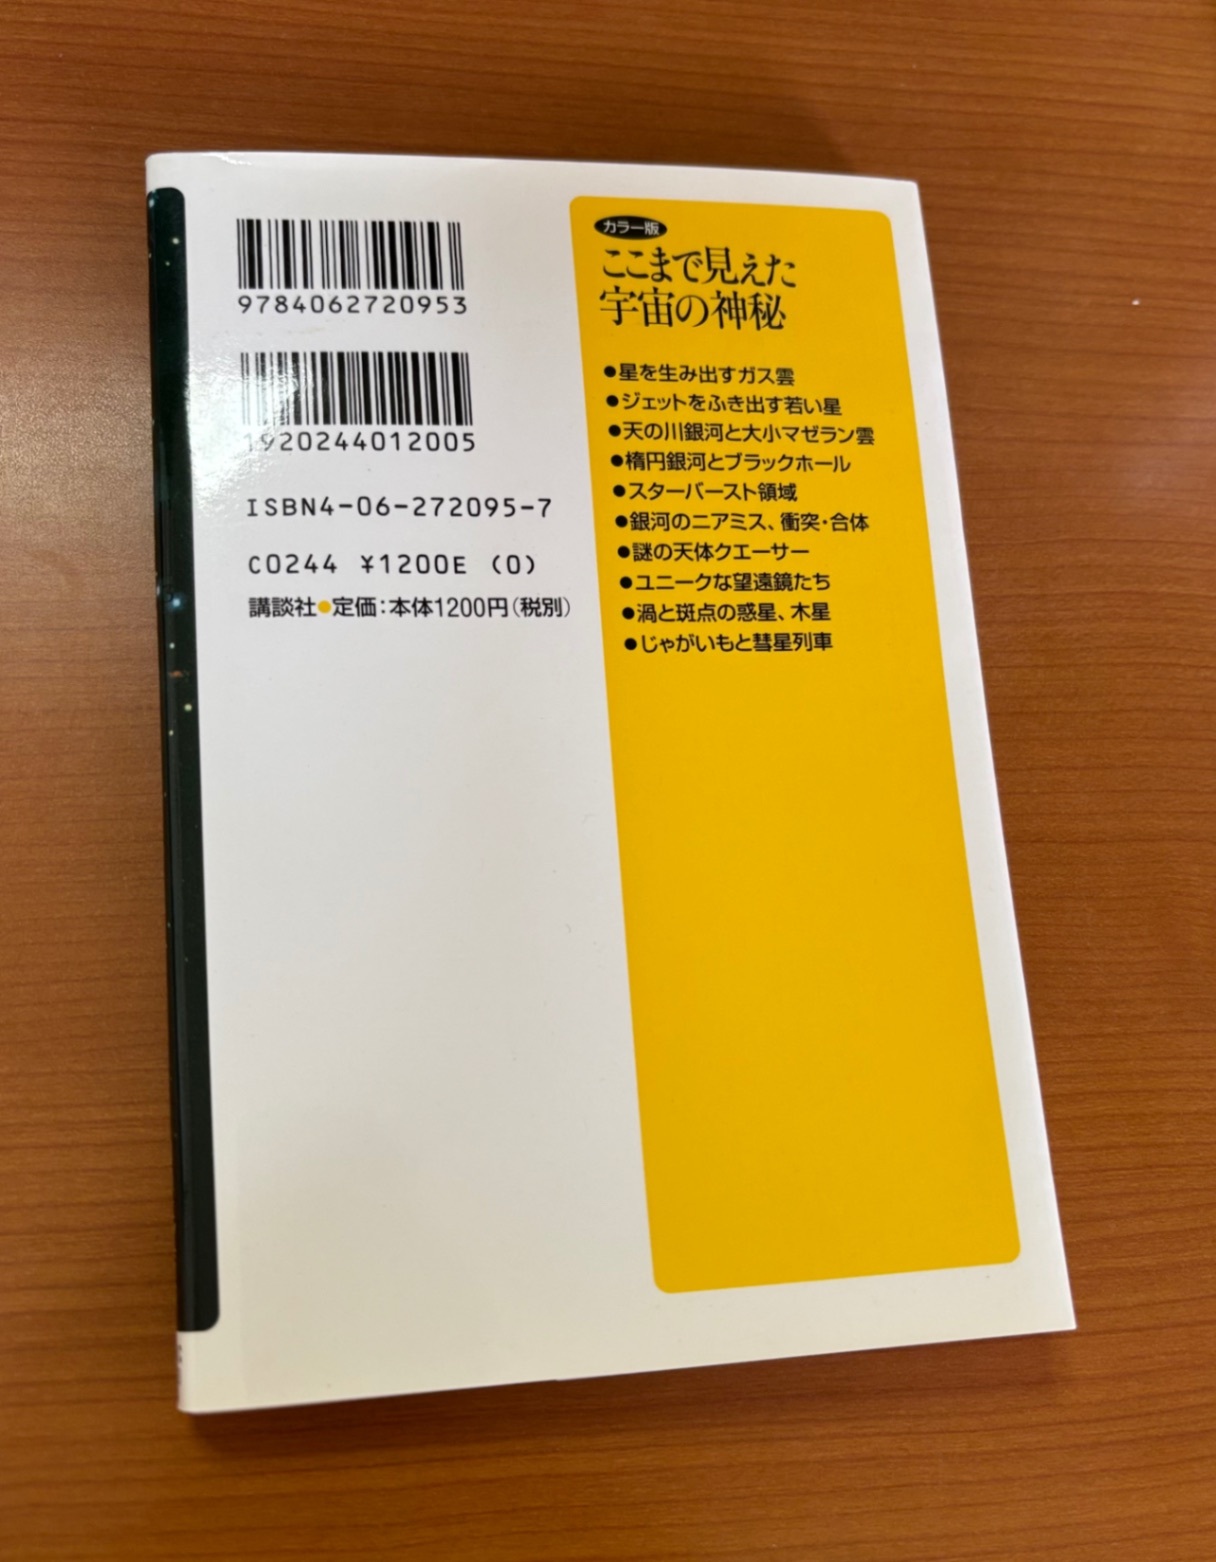 9784062720953
1920244012005
ISBN4-06-272095-7
C0244 ¥1200E (0)
講談社●定価:本体1200円(税別)
カラー版
ここまで見えた
宇宙の神秘
●星を生み出すガス雲
●ジェットをふき出す若い星
●天の川銀河と大小マゼラン雲
●楕円銀河とブラックホール
●スターバースト領域
●銀河のニアミス、衝突・合体
●謎の天体クエーサー
●ユニークな望遠鏡たち
●渦と斑点の惑星、木星
●じゃがいもと彗星列車